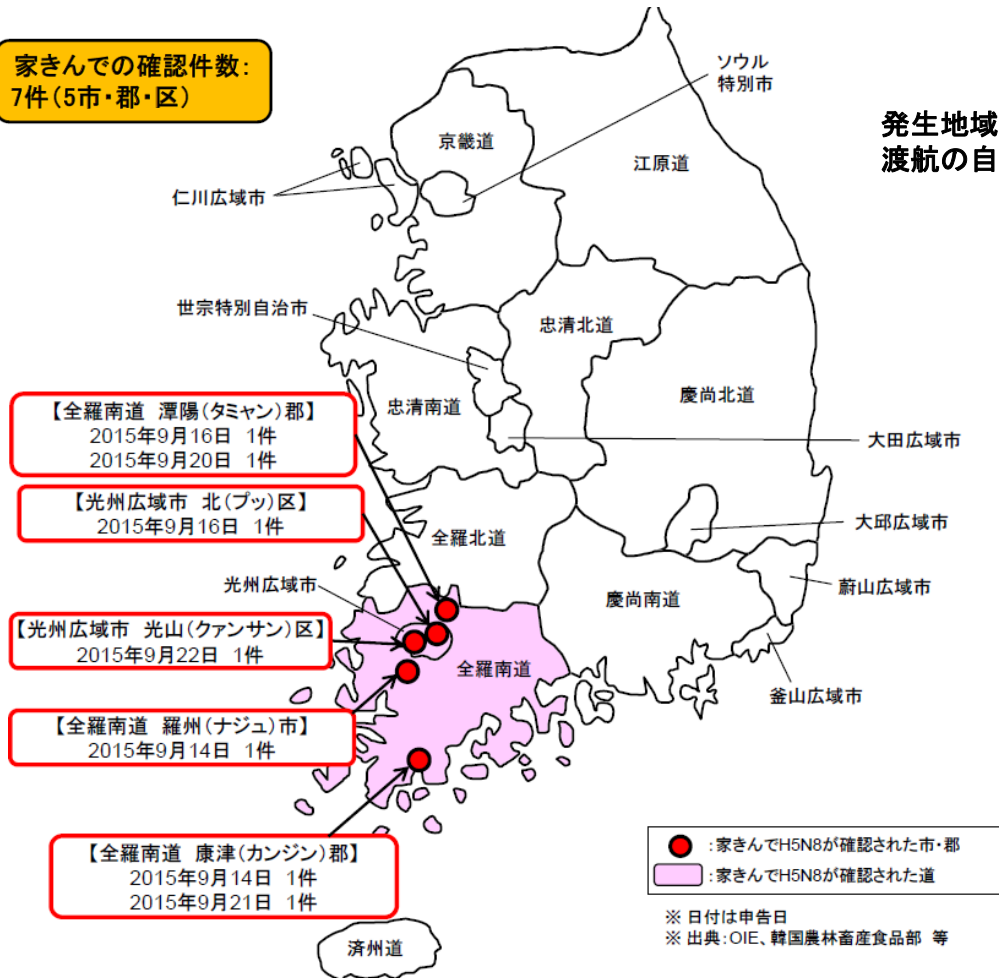 家きんでの確認件数：
7件（5市・郡・区）
発生地域
渡航の自
ソウル
特別市
京畿道
江原道
仁川広域市
世宗特別自治市
忠清北道
忠清南道
慶尚北道
大田広域市
【全羅南道 潭陽（タミャン）郡】
2015年9月16日 1件
2015年9月20日 1件
【光州広域市 北（プッ）区】
2015年9月16日 1件
大邱広域市
全羅北道
光州広域市
慶尚南道
蔚山広域市
【光州広域市 光山（クァンサン）区】
2015年9月22日 1件
全羅南道
釜山広域市
【全羅南道 羅州（ナジュ）市】
2015年9月14日 1件
【全羅南道 康津（カンジン）郡】
2015年9月14日 1件
2015年9月21日 1件
：家きんでH5N8が確認された市・郡
：家きんでH5N8が確認された道
※ 日付は申告日
※ 出典：OIE、韓国農林畜産食品部 等
済州道